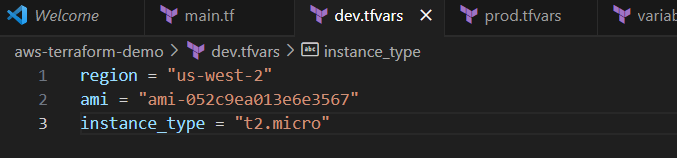 Welcome
main.tf
dev.tfvars
prod.tfvars
variab
aws-terraform-demo > dev.tfvars > abc instance_type
1 region = "us-west-2"
2 ami = "ami-052c9ea013e6e3567"
3 instance_type = "t2.micro"